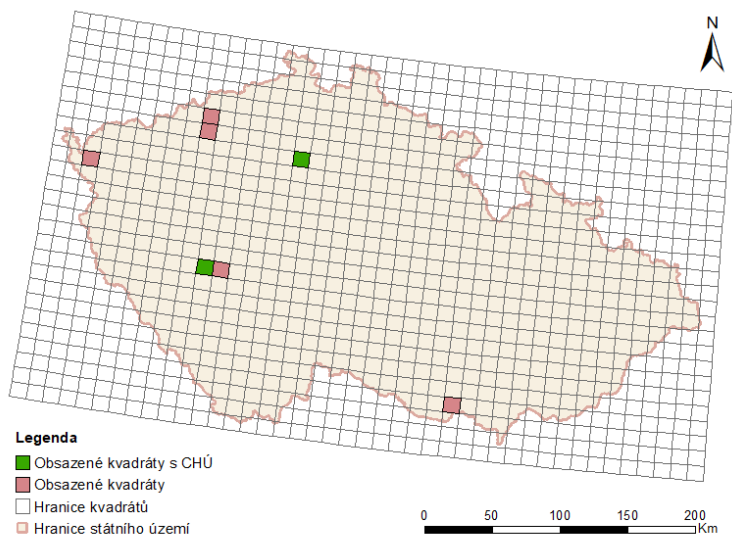 N
Legenda
Obsazené kvadráty s CHÚ
Obsazené kvadráty
Hranice kvadrátů
Hranice státního území
0 50 100 150 200
Km